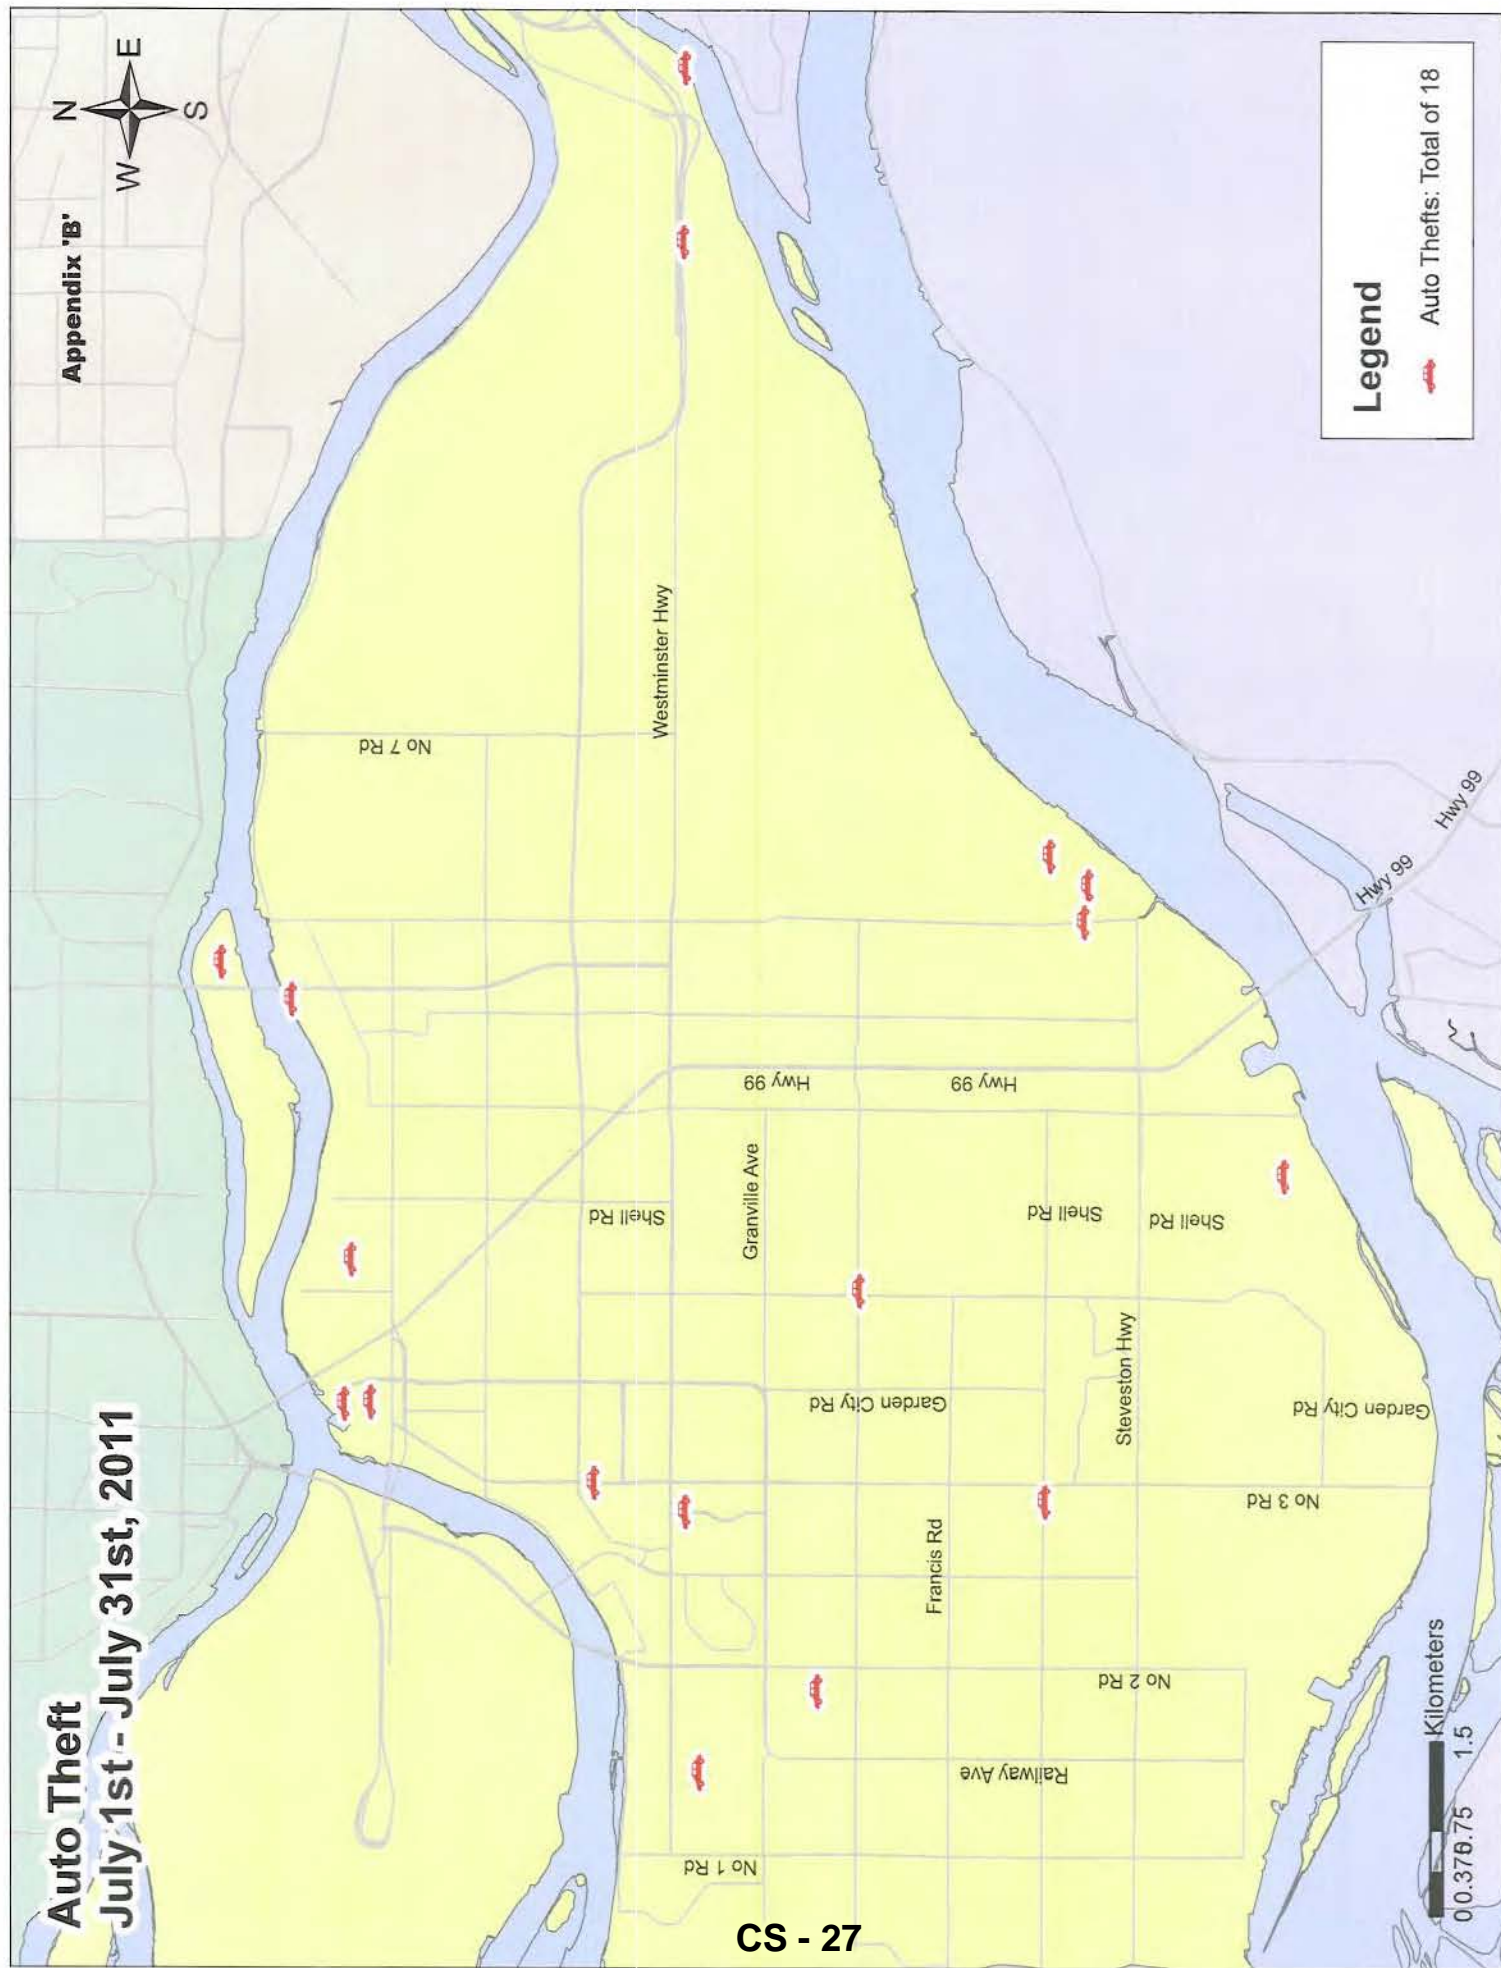 Auto Theft
July 1st - July 31st, 2011
Appendix 'B'
N
W
E
S
No 7 Rd
Westminster Hwy
Hwy 99
Hwy 99
Hwy 99
Hwy 99
Shell Rd
Granville Ave
Shell Rd
Shell Rd
Garden City Rd
Steveston Hwy
Garden City Rd
No 3 Rd
Francis Rd
No 2 Rd
Railway Ave
No 1 Rd
Legend
Auto Thefts: Total of 18
Kilometers
0 0.375 0.75 1.5
CS - 27